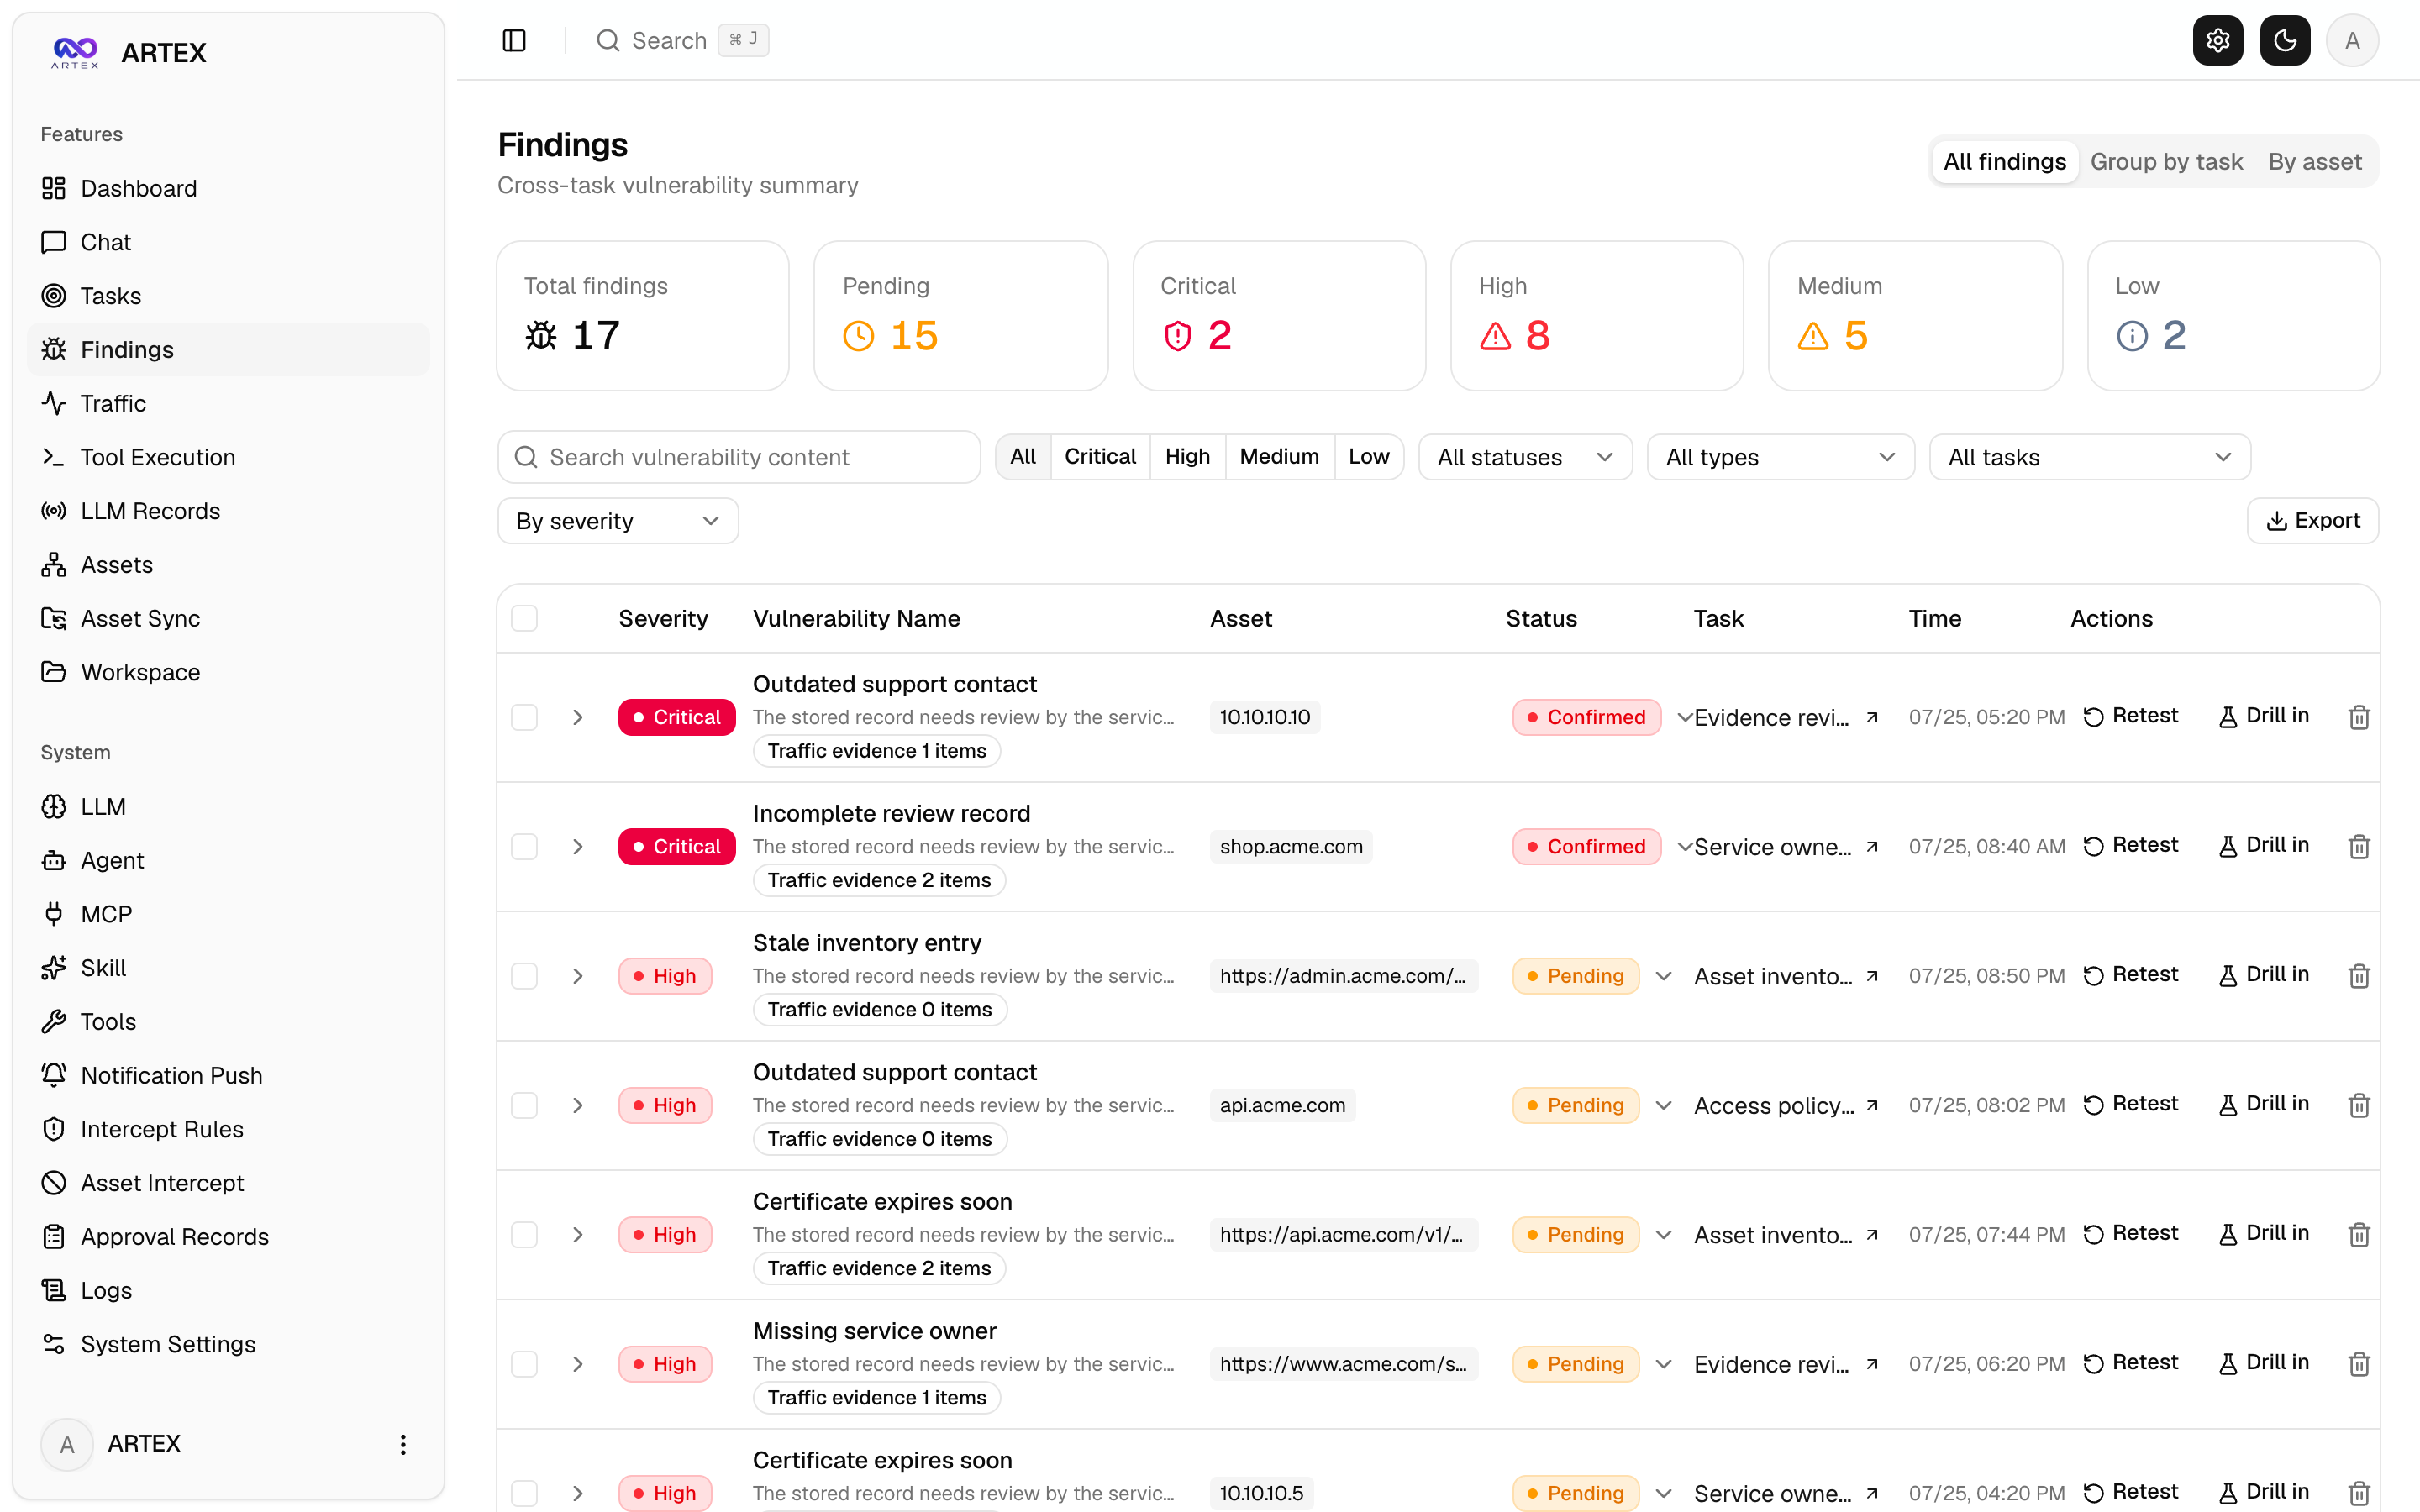 ARTEX
ARTEX
Features
Dashboard
Chat
Tasks
Findings
Traffic
Tool Execution
LLM Records
Assets
Asset Sync
Workspace
System
LLM
Agent
MCP
Skill
Tools
Notification Push
Intercept Rules
Asset Intercept
Approval Records
Logs
System Settings
A ARTEX
Search ⌘ J
A
Findings
Cross-task vulnerability summary
All findings Group by task By asset
Total findings
17
Pending
15
Critical
2
High
8
Medium
5
Low
2
Search vulnerability content
All Critical High Medium Low
All statuses
All types
All tasks
By severity
Export
Severity Vulnerability Name Asset Status Task Time Actions
Outdated support contact
Critical The stored record needs review by the servic... 10.10.10.10 Confirmed Evidence revi... 07/25, 05:20 PM Retest Drill in
Traffic evidence 1 items
Incomplete review record
Critical The stored record needs review by the servic... shop.acme.com Confirmed Service owne... 07/25, 08:40 AM Retest Drill in
Traffic evidence 2 items
Stale inventory entry
High The stored record needs review by the servic... https://admin.acme.com/... Pending Asset invento... 07/25, 08:50 PM Retest Drill in
Traffic evidence 0 items
Outdated support contact
High The stored record needs review by the servic... api.acme.com Pending Access policy... 07/25, 08:02 PM Retest Drill in
Traffic evidence 0 items
Certificate expires soon
High The stored record needs review by the servic... https://api.acme.com/v1/... Pending Asset invento... 07/25, 07:44 PM Retest Drill in
Traffic evidence 2 items
Missing service owner
High The stored record needs review by the servic... https://www.acme.com/s... Pending Evidence revi... 07/25, 06:20 PM Retest Drill in
Traffic evidence 1 items
Certificate expires soon
High The stored record needs review by the servic... 10.10.10.5 Pending Service owne... 07/25, 04:20 PM Retest Drill in